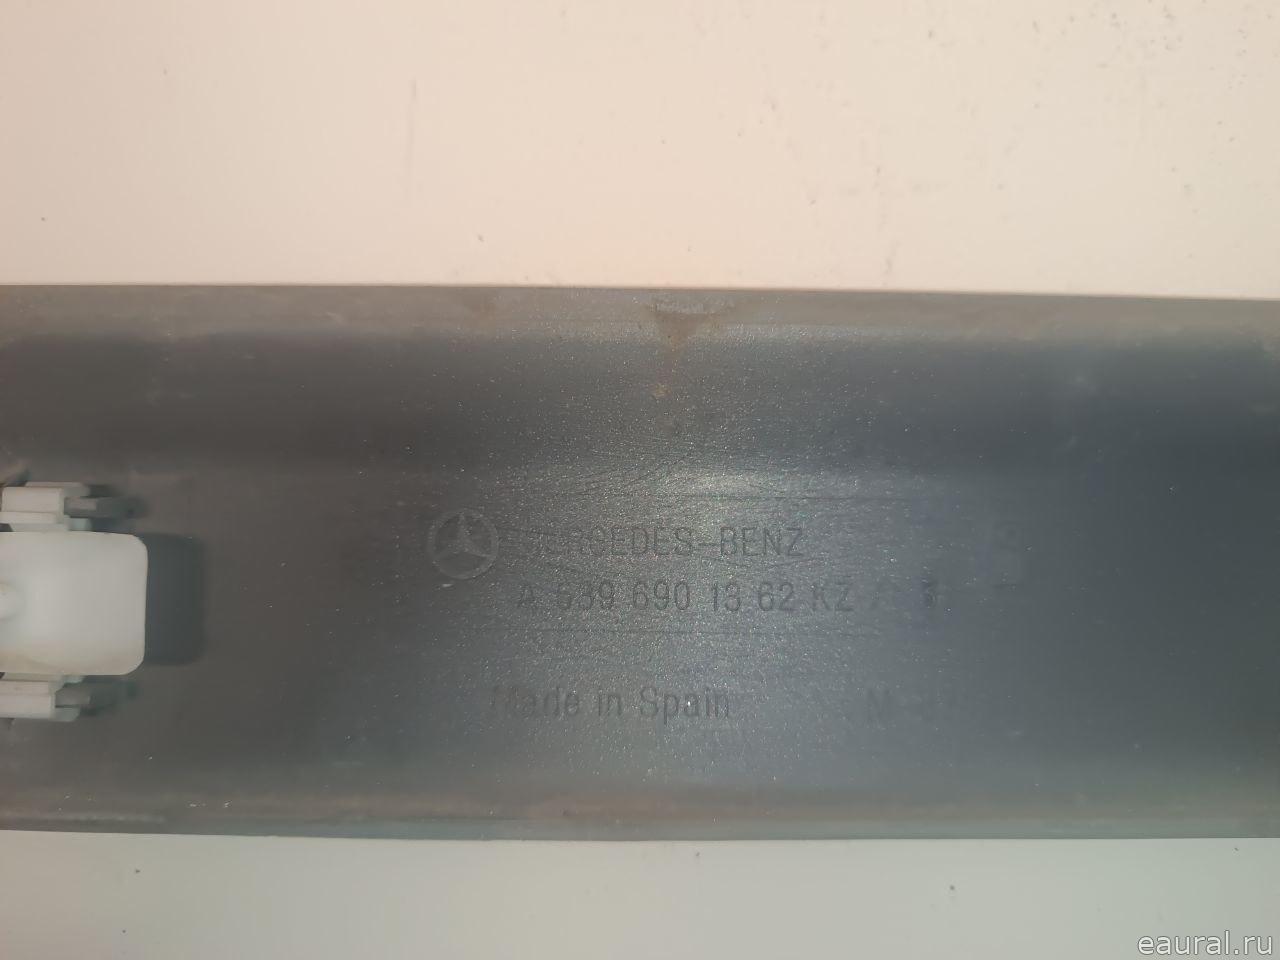 MERCEDES-BENZ
A 639 690 13 62 KZ
Made in Spain
eaural.ru